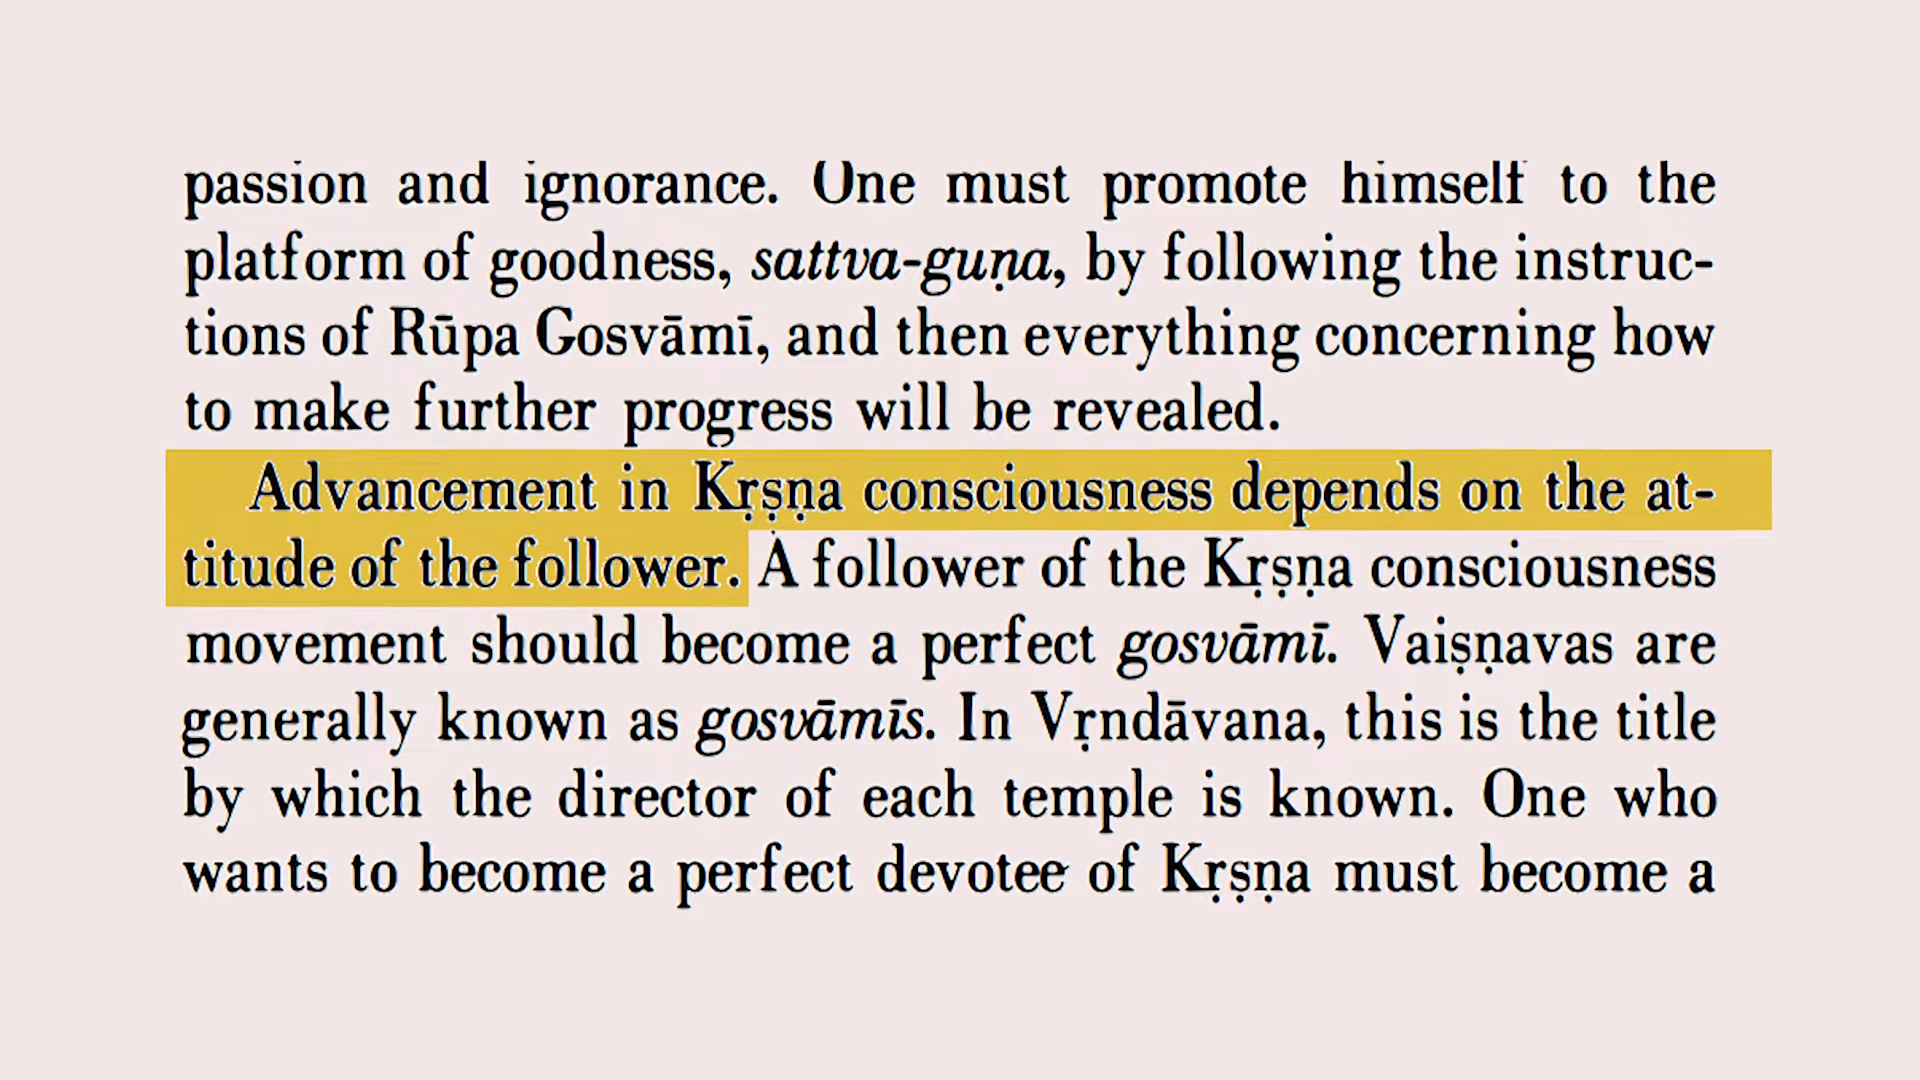 passion and ignorance. One must promote himself to the
platform of goodness, sattva-guṇa, by following the instruc-
tions of Rūpa Gosvāmī, and then everything concerning how
to make further progress will be revealed.
Advancement in Kṛṣṇa consciousness depends on the at-
titude of the follower. A follower of the Kṛṣṇa consciousness
movement should become a perfect gosvāmī. Vaiṣṇavas are
generally known as gosvāmīs. In Vṛndāvana, this is the title
by which the director of each temple is known. One who
wants to become a perfect devotee of Kṛṣṇa must become a